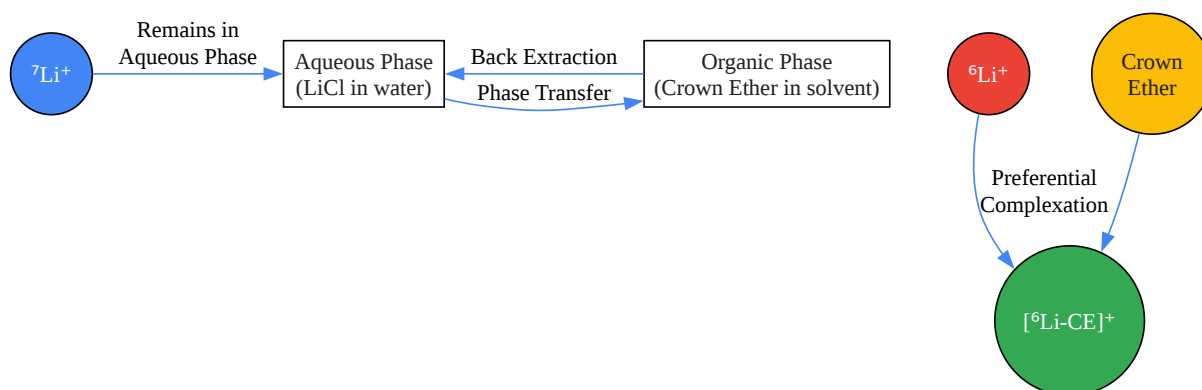 ⁷Li⁺
Remains in
Aqueous Phase
Aqueous Phase
(LiCl in water)
Back Extraction
Phase Transfer
Organic Phase
(Crown Ether in solvent)
⁶Li⁺
Crown
Ether
Preferential
Complexation
[⁶Li-CE]⁺